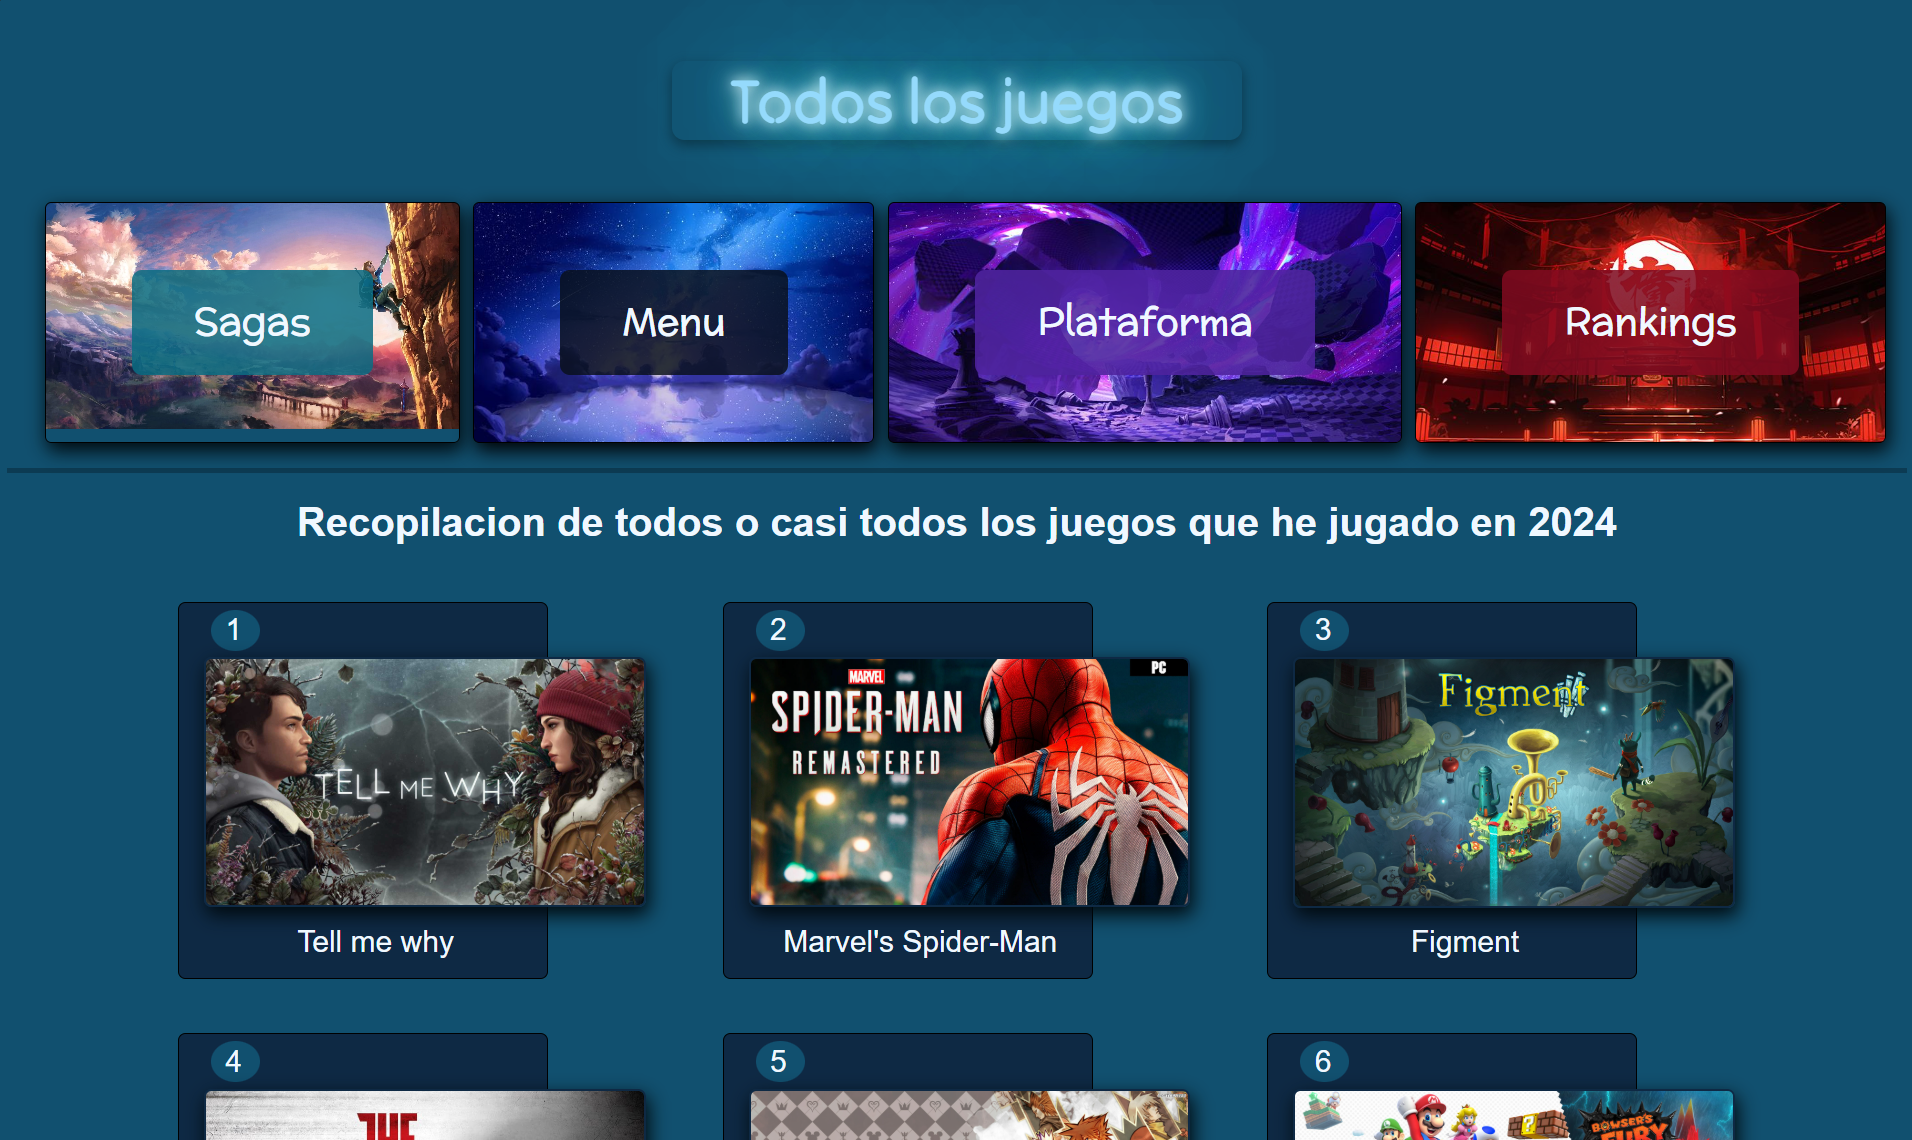 Todos los juegos
Sagas
Menu
Plataforma
Rankings
Recopilacion de todos o casi todos los juegos que he jugado en 2024
1
2
3
TELL ME WHY
MARVEL
SPIDER-MAN
REMASTERED
PC
Figment
Tell me why
Marvel's Spider-Man
Figment
4
5
6
THE
BOWSER'S
FURY